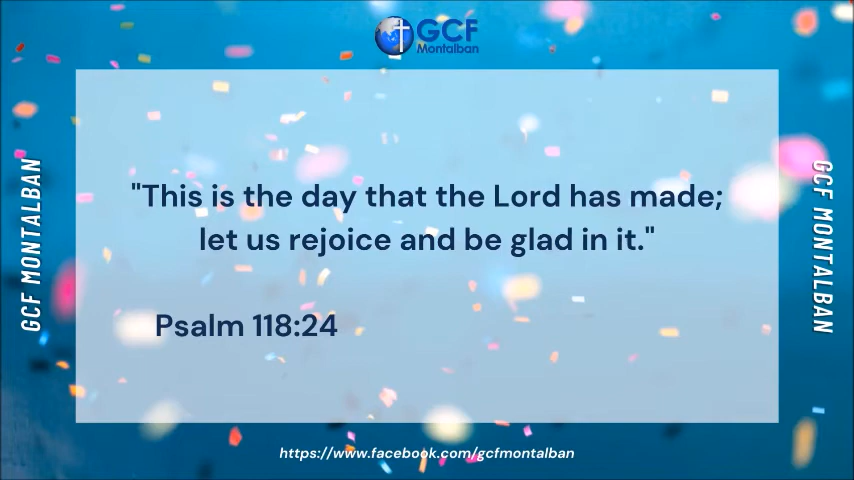 GCF
Montalban
"This is the day that the Lord has made;
let us rejoice and be glad in it."
Psalm 118:24
GCF MONTALBAN
GCF MONTALBAN
https://www.facebook.com/gcfmontalban